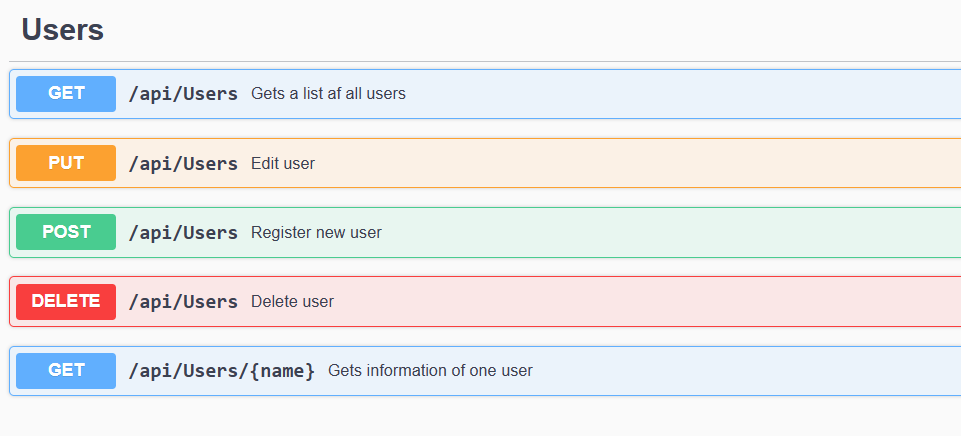 Users
GET /api/Users Gets a list af all users
PUT /api/Users Edit user
POST /api/Users Register new user
DELETE /api/Users Delete user
GET /api/Users/{name} Gets information of one user